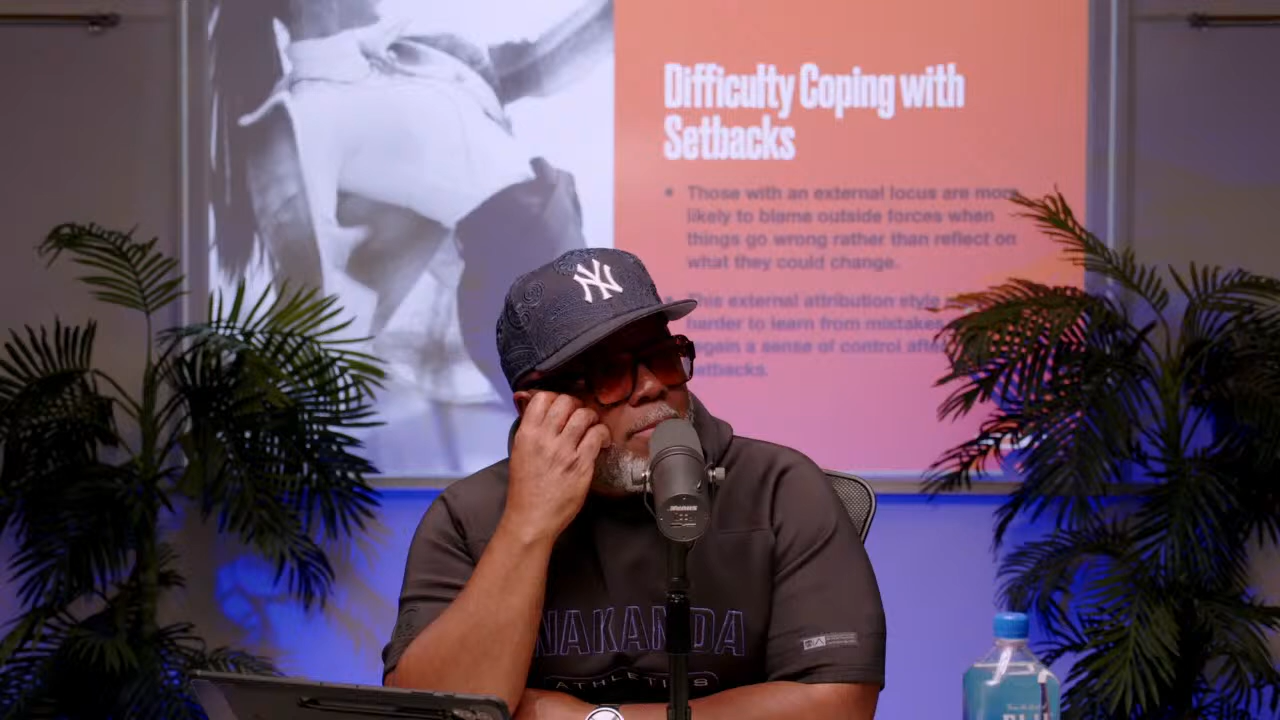 Difficulty Coping with
Setbacks
• Those with an external locus are more
likely to blame outside forces when
things go wrong rather than reflect on
what they could change.
This external attribution style
harder to learn from mistakes
regain a sense of control after
setbacks.
NY
WAKANDA
ATHLETICS
FIJI